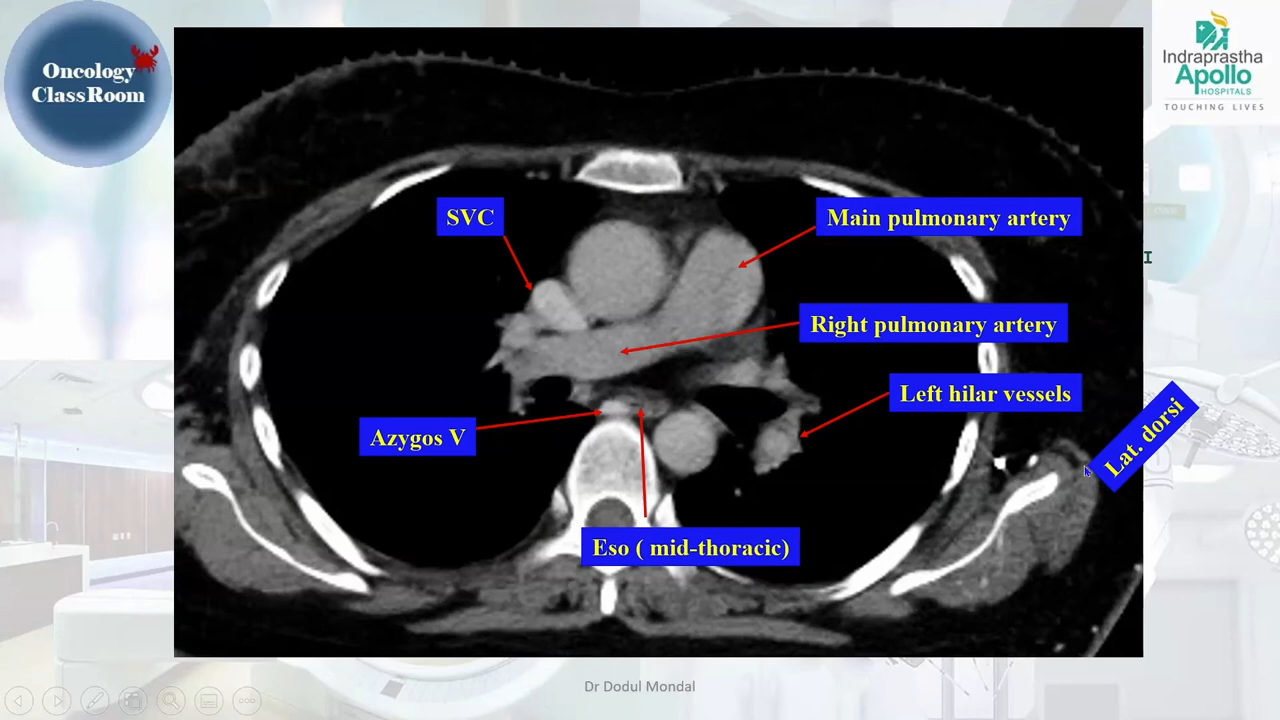 Oncology
ClassRoom
Indraprastha
Apollo
HOSPITALS
TOUCHING LIVES
SVC
Main pulmonary artery
Right pulmonary artery
Left hilar vessels
Azygos V
Lat. dorsi
Eso ( mid-thoracic)
Dr Dodul Mondal